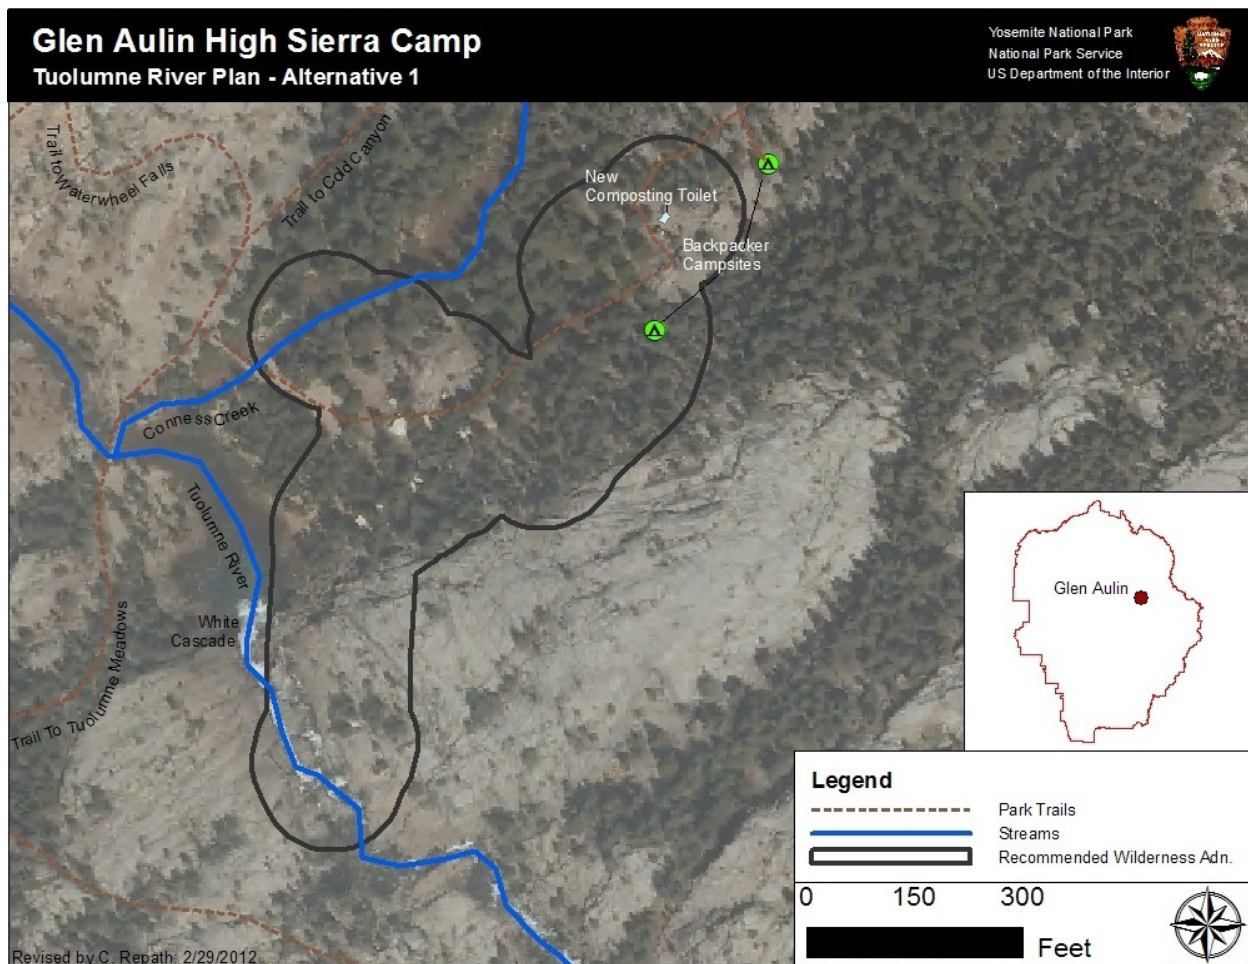 Glen Aulin High Sierra Camp
Tuolumne River Plan - Alternative 1
Yosemite National Park
National Park Service
US Department of the Interior
NATIONAL
PARK
SERVICE
Trail to Waterwheel Falls
Trail to Cold Canyon
New
Composting Toilet
Backpacker
Campsites
Conness Creek
Tuolumne River
White
Cascade
Trail To Tuolumne Meadows
Glen Aulin
Legend
Park Trails
Streams
Recommended Wilderness Adn.
0 150 300
Feet
Revised by C. Repath 2/29/2012